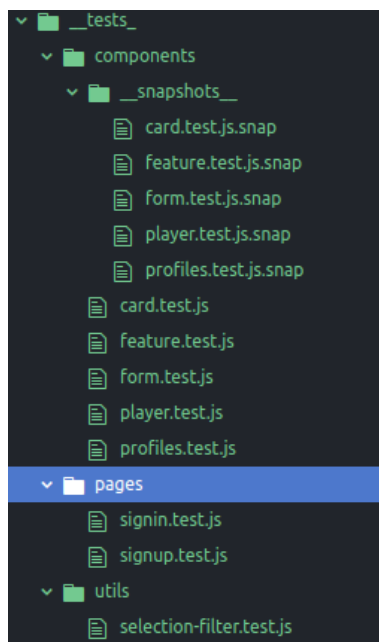 __tests_
components
__snapshots__
card.test.js.snap
feature.test.js.snap
form.test.js.snap
player.test.js.snap
profiles.test.js.snap
card.test.js
feature.test.js
form.test.js
player.test.js
profiles.test.js
pages
signin.test.js
signup.test.js
utils
selection-filter.test.js